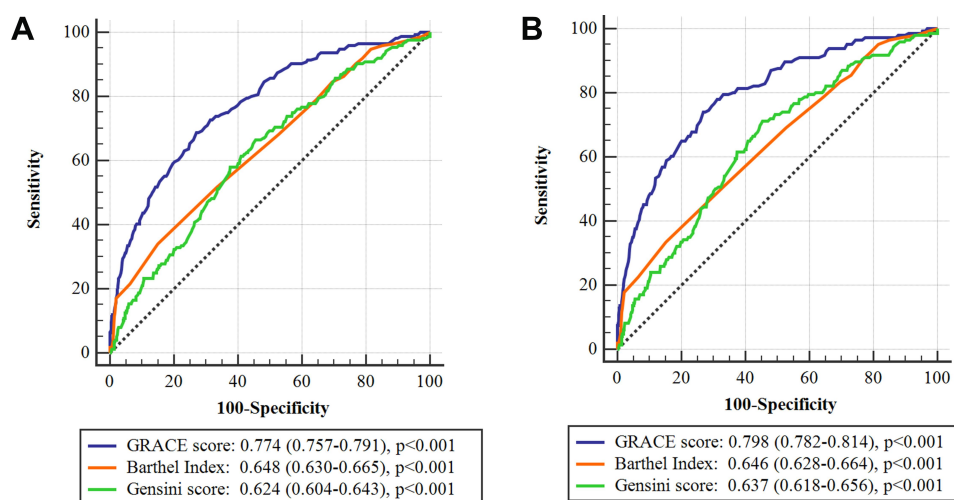 A
100
80
60
40
20
0
Sensitivity
0 20 40 60 80 100
100-Specificity
GRACE score: 0.774 (0.757-0.791), p<0.001
Barthel Index: 0.648 (0.630-0.665), p<0.001
Gensini score: 0.624 (0.604-0.643), p<0.001
B
100
80
60
40
20
0
Sensitivity
0 20 40 60 80 100
100-Specificity
GRACE score: 0.798 (0.782-0.814), p<0.001
Barthel Index: 0.646 (0.628-0.664), p<0.001
Gensini score: 0.637 (0.618-0.656), p<0.001